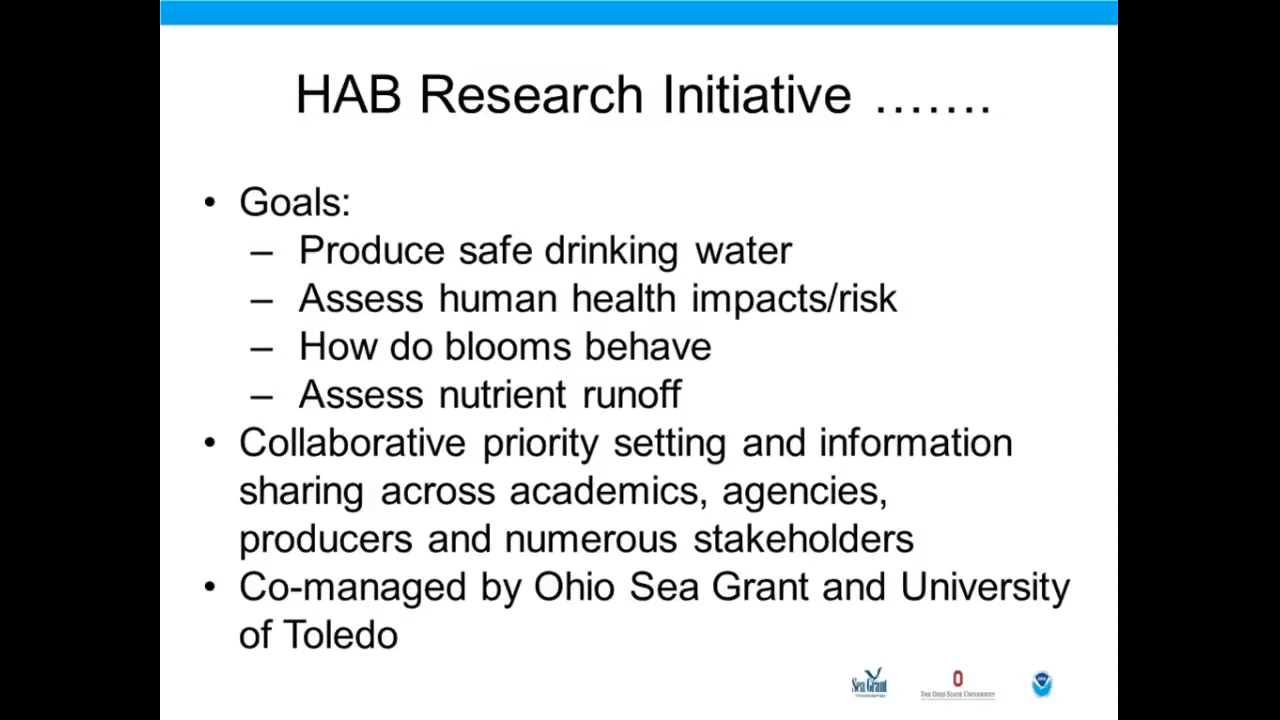 HAB Research Initiative …….
• Goals:
– Produce safe drinking water
– Assess human health impacts/risk
– How do blooms behave
– Assess nutrient runoff
• Collaborative priority setting and information
sharing across academics, agencies,
producers and numerous stakeholders
• Co-managed by Ohio Sea Grant and University
of Toledo
Sea Grant
THE OHIO STATE UNIVERSITY